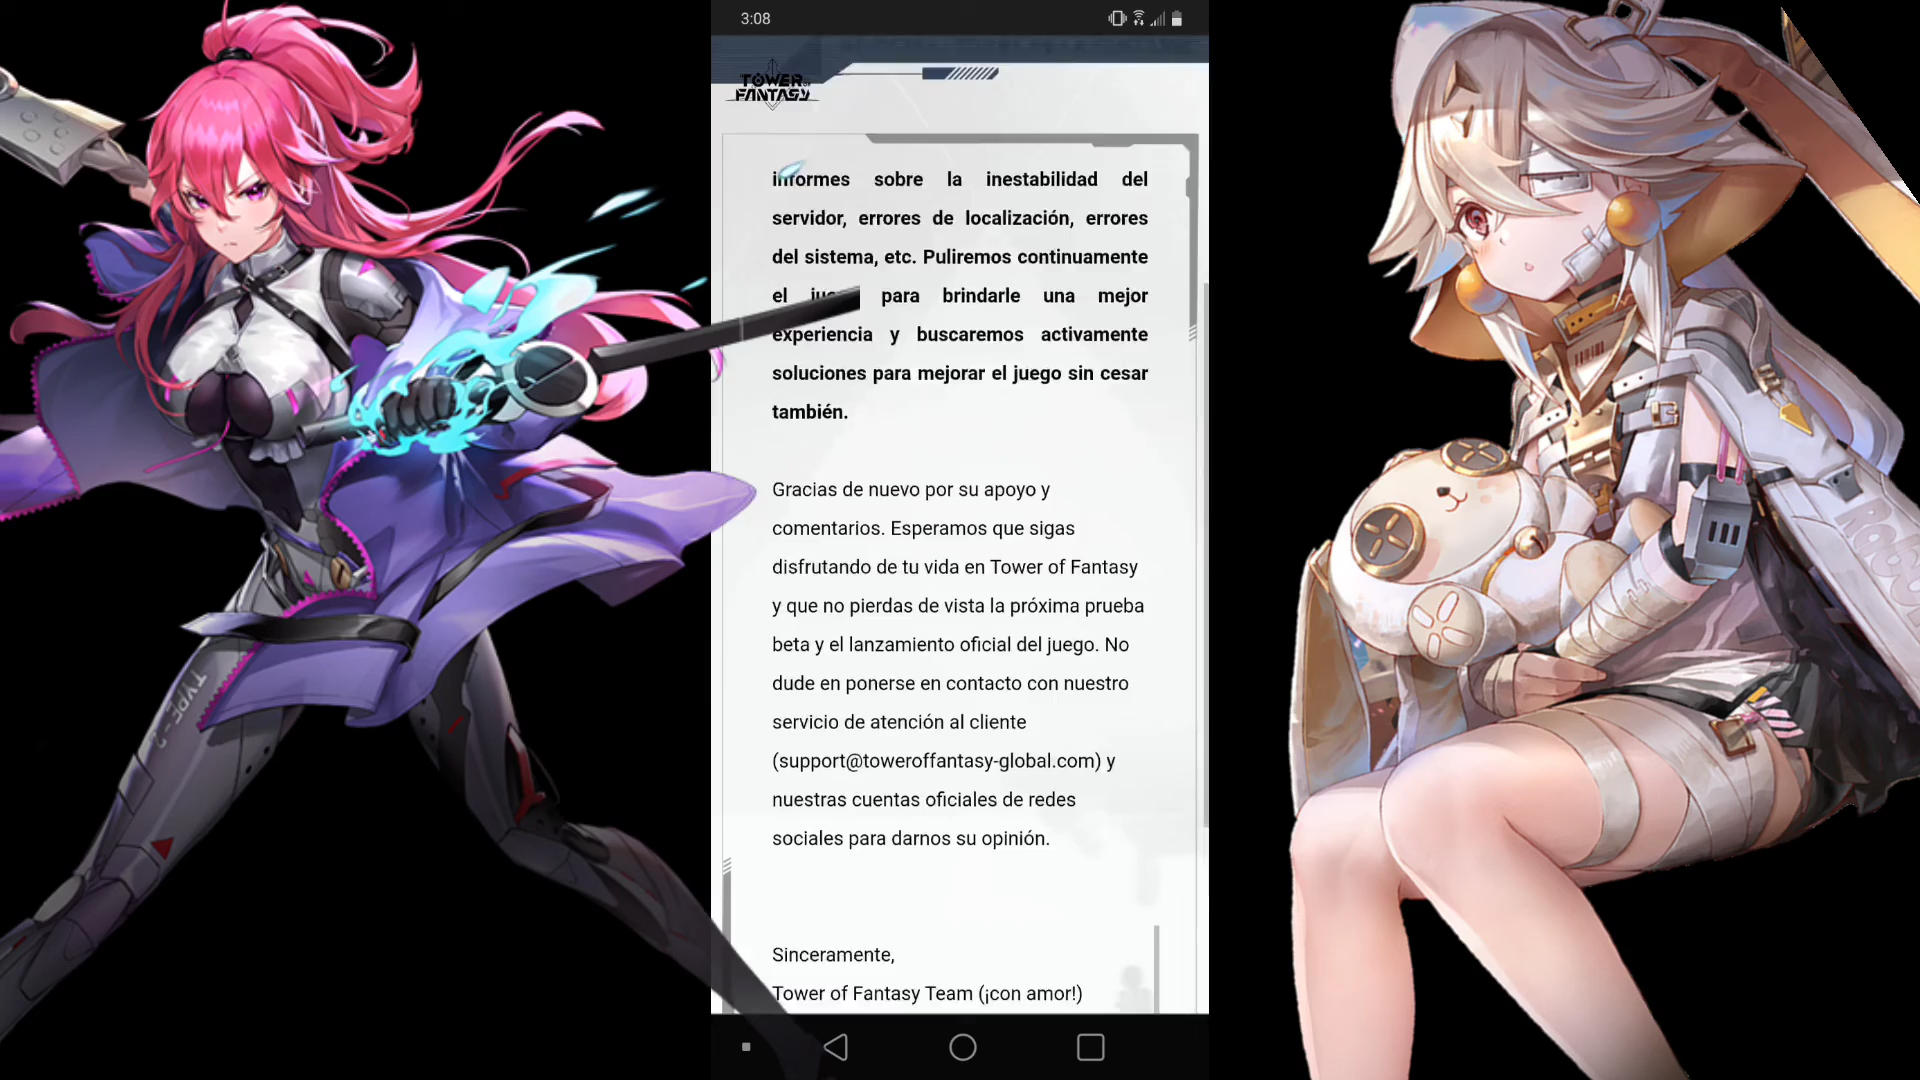 3:08
TOWER OF
FANTASY
informes sobre la inestabilidad del
servidor, errores de localización, errores
del sistema, etc. Puliremos continuamente
el para brindarle una mejor
experiencia y buscaremos activamente
soluciones para mejorar el juego sin cesar
también.
Gracias de nuevo por su apoyo y
comentarios. Esperamos que sigas
disfrutando de tu vida en Tower of Fantasy
y que no pierdas de vista la próxima prueba
beta y el lanzamiento oficial del juego. No
dude en ponerse en contacto con nuestro
servicio de atención al cliente
(support@toweroffantasy-global.com) y
nuestras cuentas oficiales de redes
sociales para darnos su opinión.
Sinceramente,
Tower of Fantasy Team (¡con amor!)
TYPE-2